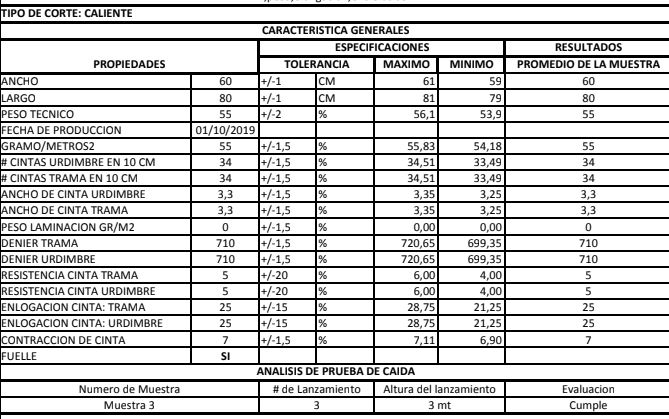 TIPO DE CORTE: CALIENTE
CARACTERISTICA GENERALES
ESPECIFICACIONES RESULTADOS
PROPIEDADES TOLERANCIA MAXIMO MINIMO PROMEDIO DE LA MUESTRA
ANCHO 60 +/-1 CM 61 59 60
LARGO 80 +/-1 CM 81 79 80
PESO TECNICO 55 +/-2 % 56,1 53,9 55
FECHA DE PRODUCCION 01/10/2019
GRAMO/METROS2 55 +/-1,5 % 55,83 54,18 55
# CINTAS URDIMBRE EN 10 CM 34 +/-1,5 % 34,51 33,49 34
# CINTAS TRAMA EN 10 CM 34 +/-1,5 % 34,51 33,49 34
ANCHO DE CINTA URDIMBRE 3,3 +/-1,5 % 3,35 3,25 3,3
ANCHO DE CINTA TRAMA 3,3 +/-1,5 % 3,35 3,25 3,3
PESO LAMINACION GR/M2 0 +/-1,5 % 0,00 0,00 0
DENIER TRAMA 710 +/-1,5 % 720,65 699,35 710
DENIER URDIMBRE 710 +/-1,5 % 720,65 699,35 710
RESISTENCIA CINTA TRAMA 5 +/-20 % 6,00 4,00 5
RESISTENCIA CINTA URDIMBRE 5 +/-20 % 6,00 4,00 5
ENLOGACION CINTA: TRAMA 25 +/-15 % 28,75 21,25 25
ENLOGACION CINTA: URDIMBRE 25 +/-15 % 28,75 21,25 25
CONTRACCION DE CINTA 7 +/-1,5 % 7,11 6,90 7
FUELLE SI
ANALISIS DE PRUEBA DE CAIDA
Numero de Muestra # de Lanzamiento Altura del lanzamiento Evaluacion
Muestra 3 3 3 mt Cumple